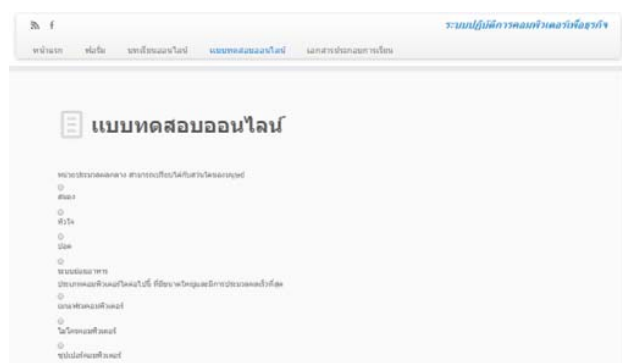 ระบบปฏิบัติการคอมพิวเตอร์เพื่อธุรกิจ
หน้าแรก ฟอรั่ม บทเรียนออนไลน์ แบบทดสอบออนไลน์ เอกสารประกอบการเรียน
แบบทดสอบออนไลน์
หน่วยประมวลผลกลาง สามารถเปรียบได้กับส่วนใดของมนุษย์
สมอง
หัวใจ
ปอด
ระบบย่อยอาหาร
ประเภทคอมพิวเตอร์ใดต่อไปนี้ ที่มีขนาดใหญ่และมีการประมวลผลเร็วที่สุด
เมนเฟรมคอมพิวเตอร์
ไมโครคอมพิวเตอร์
ซุปเปอร์คอมพิวเตอร์